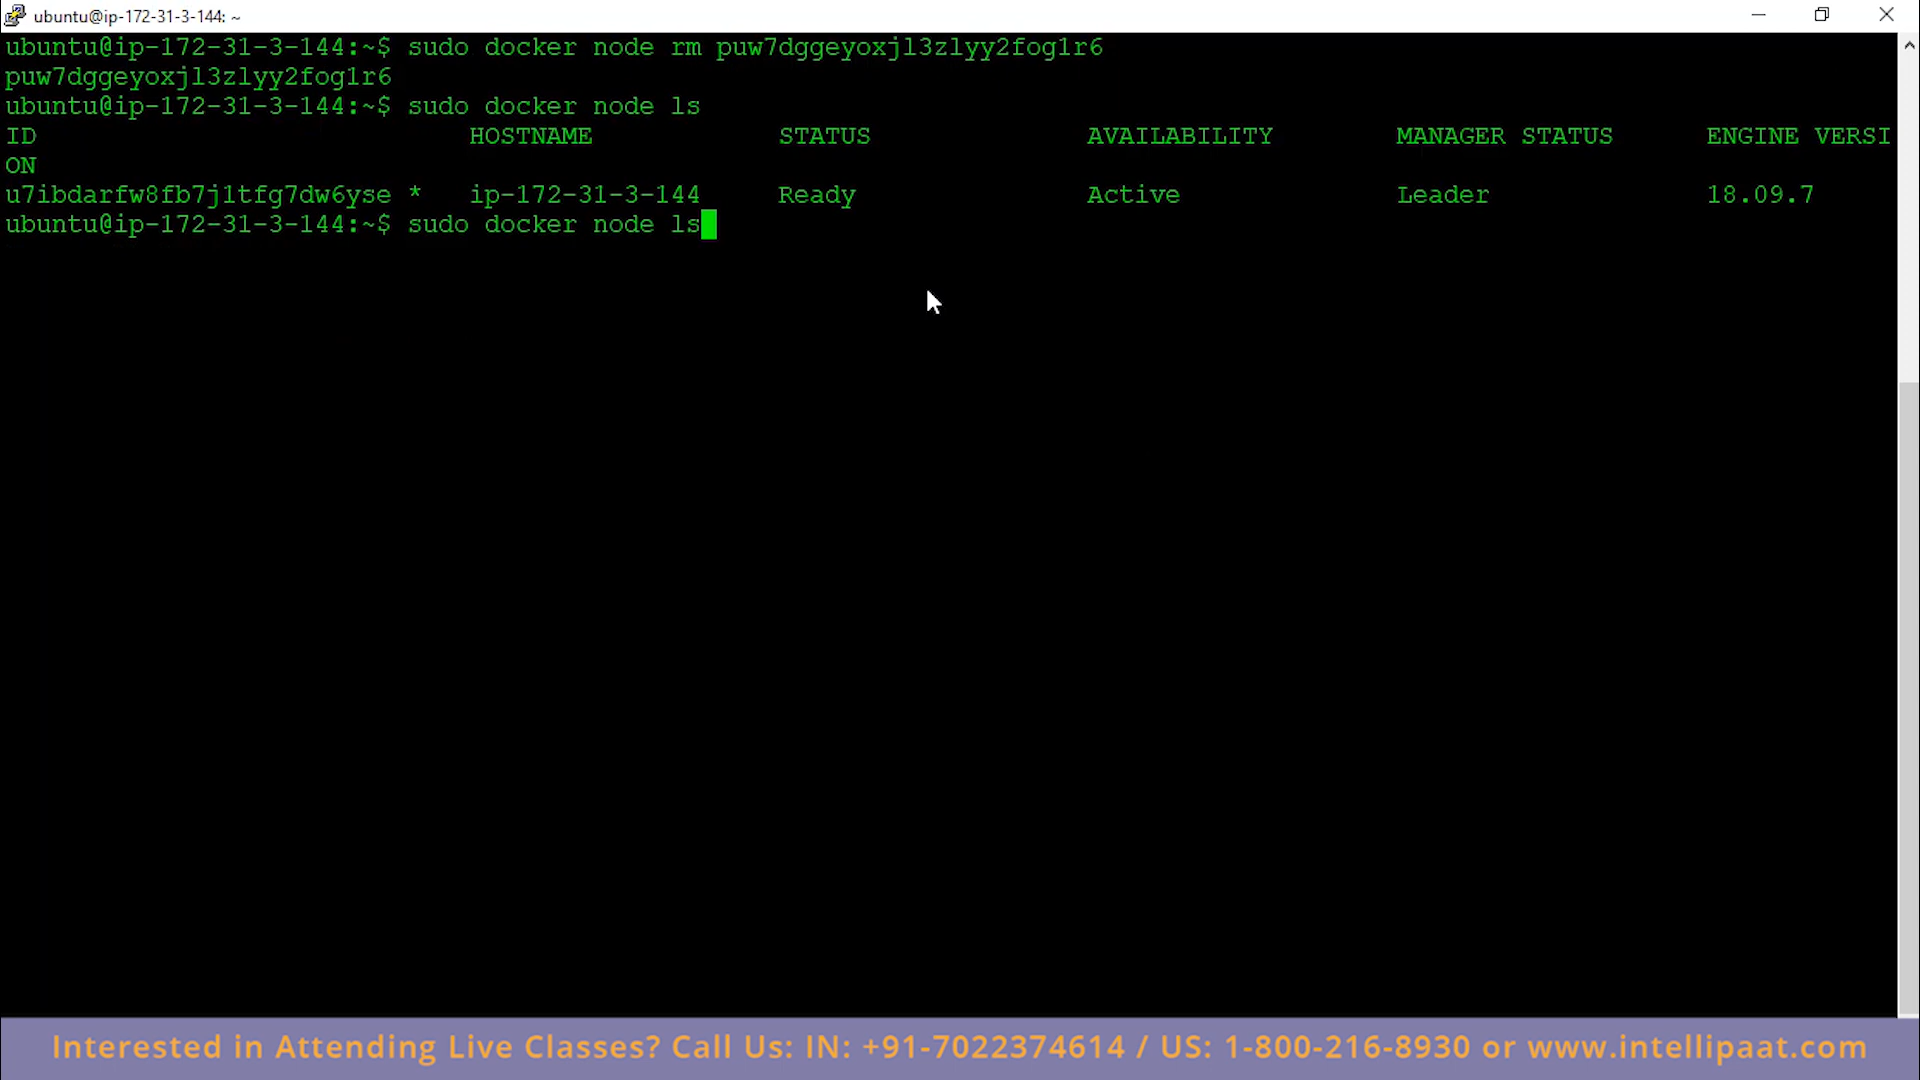 ubuntu@ip-172-31-3-144: ~
ubuntu@ip-172-31-3-144:~$ sudo docker node rm puw7dggeyoxjl3zlyy2fog1r6
puw7dggeyoxjl3zlyy2fog1r6
ubuntu@ip-172-31-3-144:~$ sudo docker node ls
ID HOSTNAME STATUS AVAILABILITY MANAGER STATUS ENGINE VERSI
ON
u7ibdarfw8fb7j1tfg7dw6yse * ip-172-31-3-144 Ready Active Leader 18.09.7
ubuntu@ip-172-31-3-144:~$ sudo docker node ls
Interested in Attending Live Classes? Call Us: IN: +91-7022374614 / US: 1-800-216-8930 or www.intellipaat.com